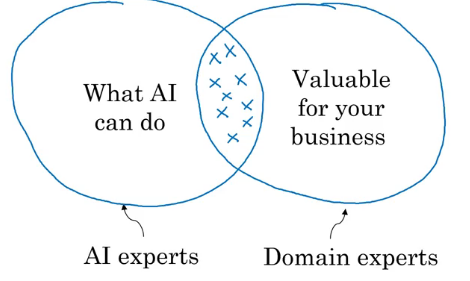 What AI
can do
Valuable
for your
business
AI experts
Domain experts